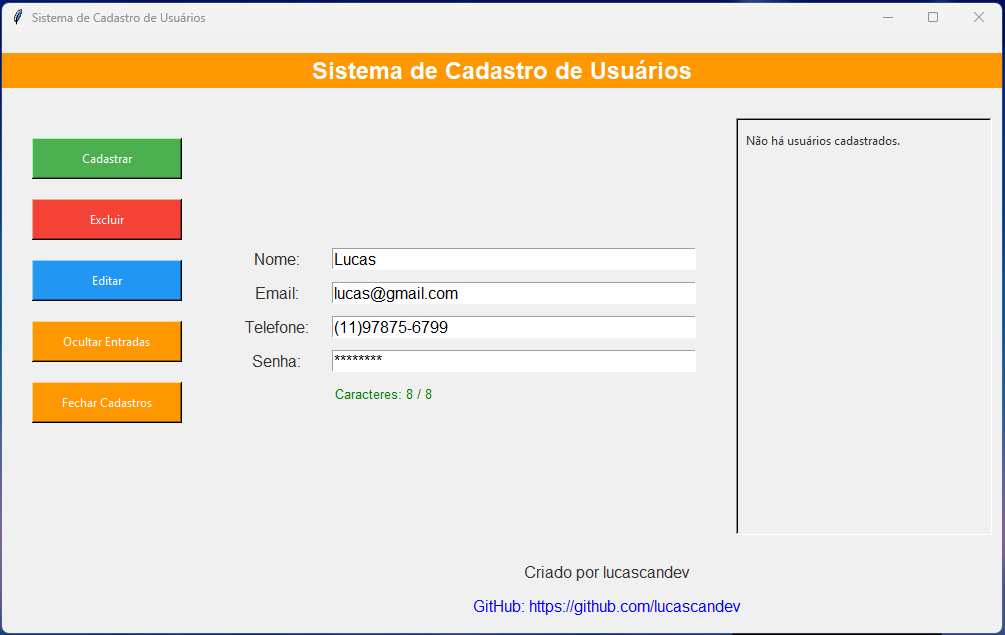 Sistema de Cadastro de Usuários
Sistema de Cadastro de Usuários
Cadastrar
Excluir
Editar
Ocultar Entradas
Fechar Cadastros
Nome: Lucas
Email: lucas@gmail.com
Telefone: (11)97875-6799
Senha: ********
Caracteres: 8 / 8
Não há usuários cadastrados.
Criado por lucascandev
GitHub: https://github.com/lucascandev